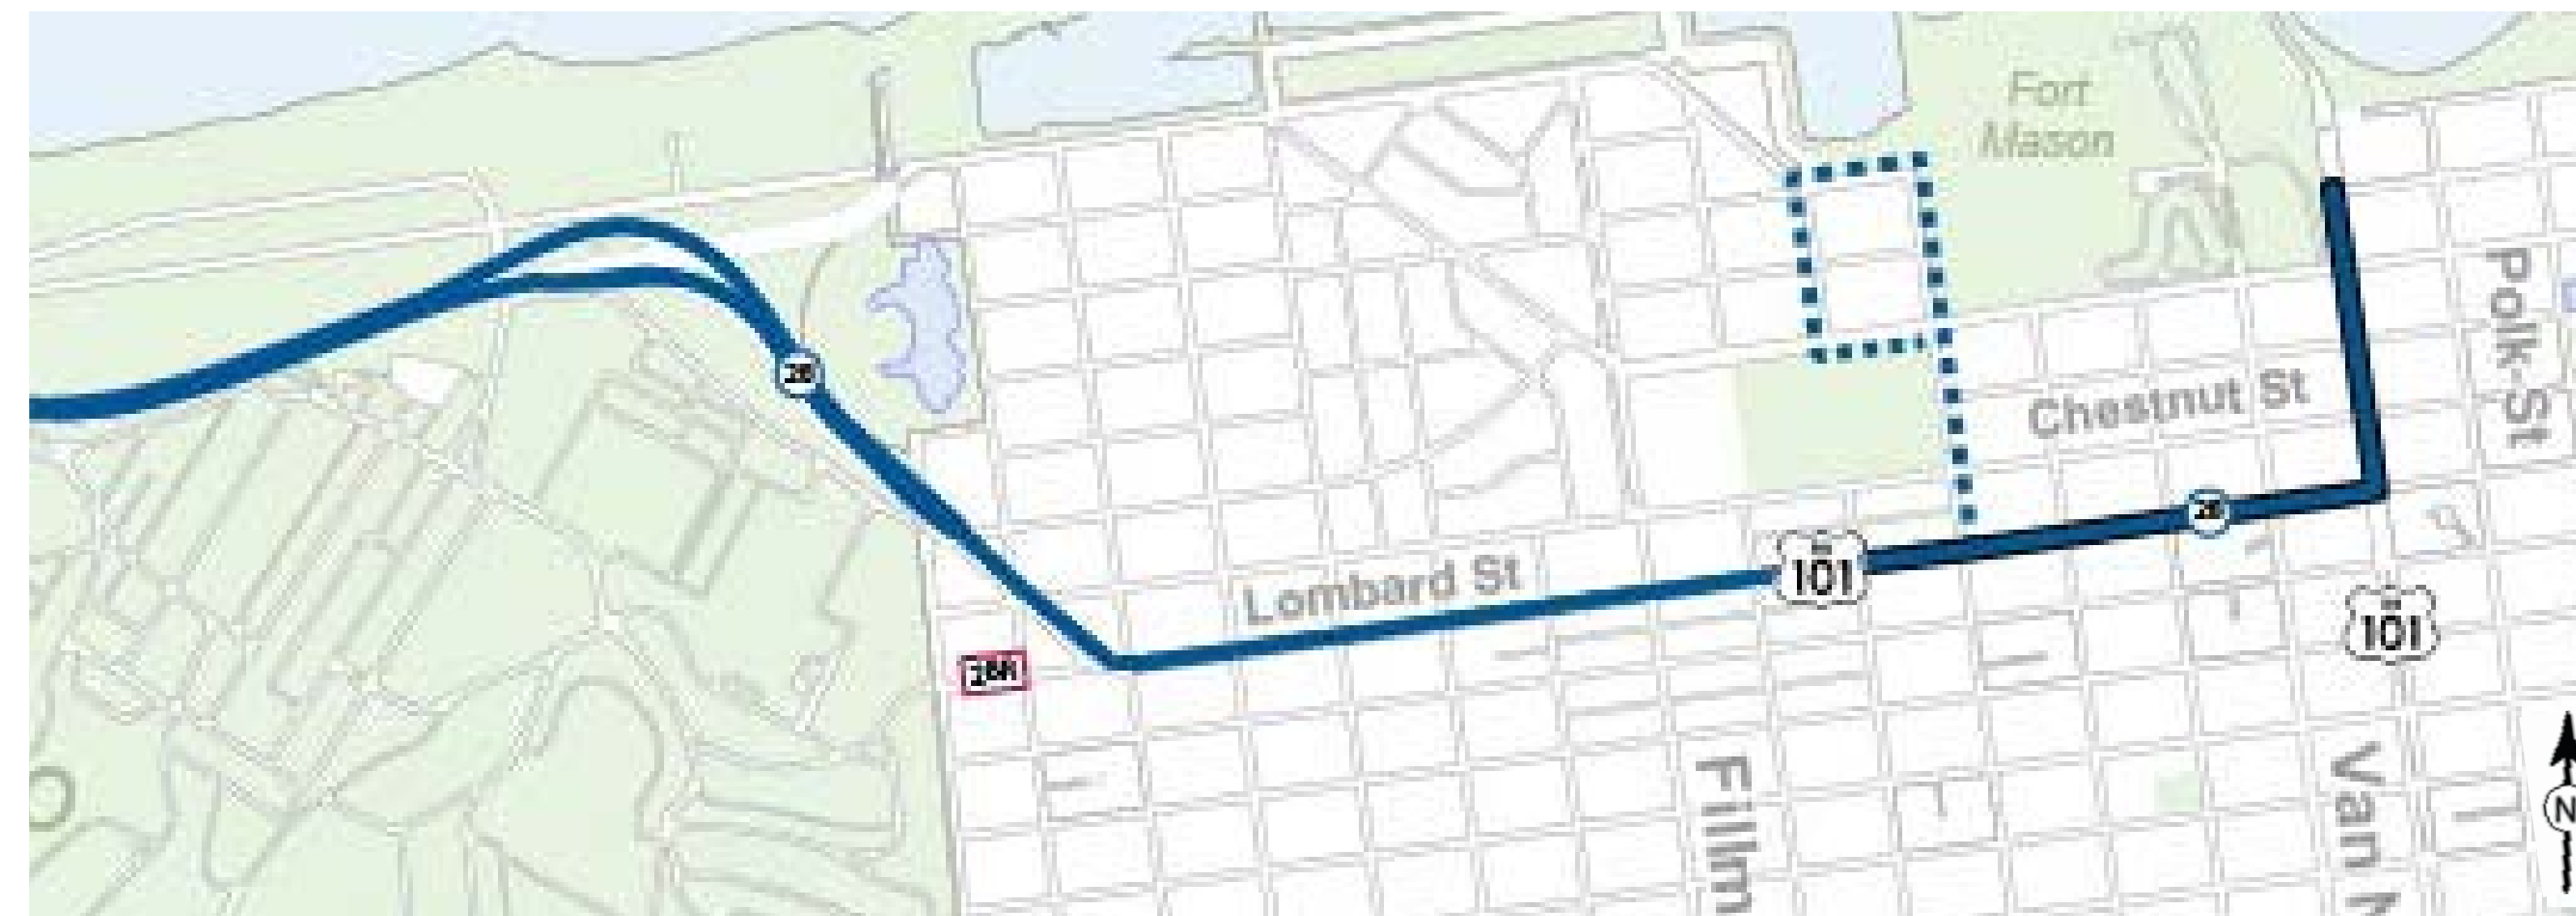 Fort
Mason
Polk St
Chestnut St
28
28
101
Lombard St
101
28R
Fillm
Van N
N